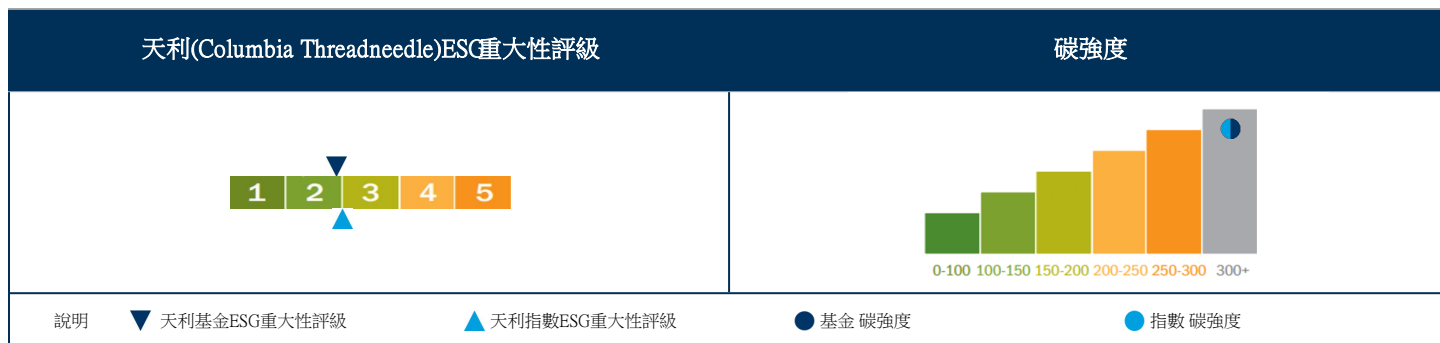 天利(Columbia Threadneedle)ESG重大性評級
碳強度
1 2 3 4 5
0-100 100-150 150-200 200-250 250-300 300+
說明 天利基金ESG重大性評級 天利指數ESG重大性評級 基金 碳強度 指數 碳強度